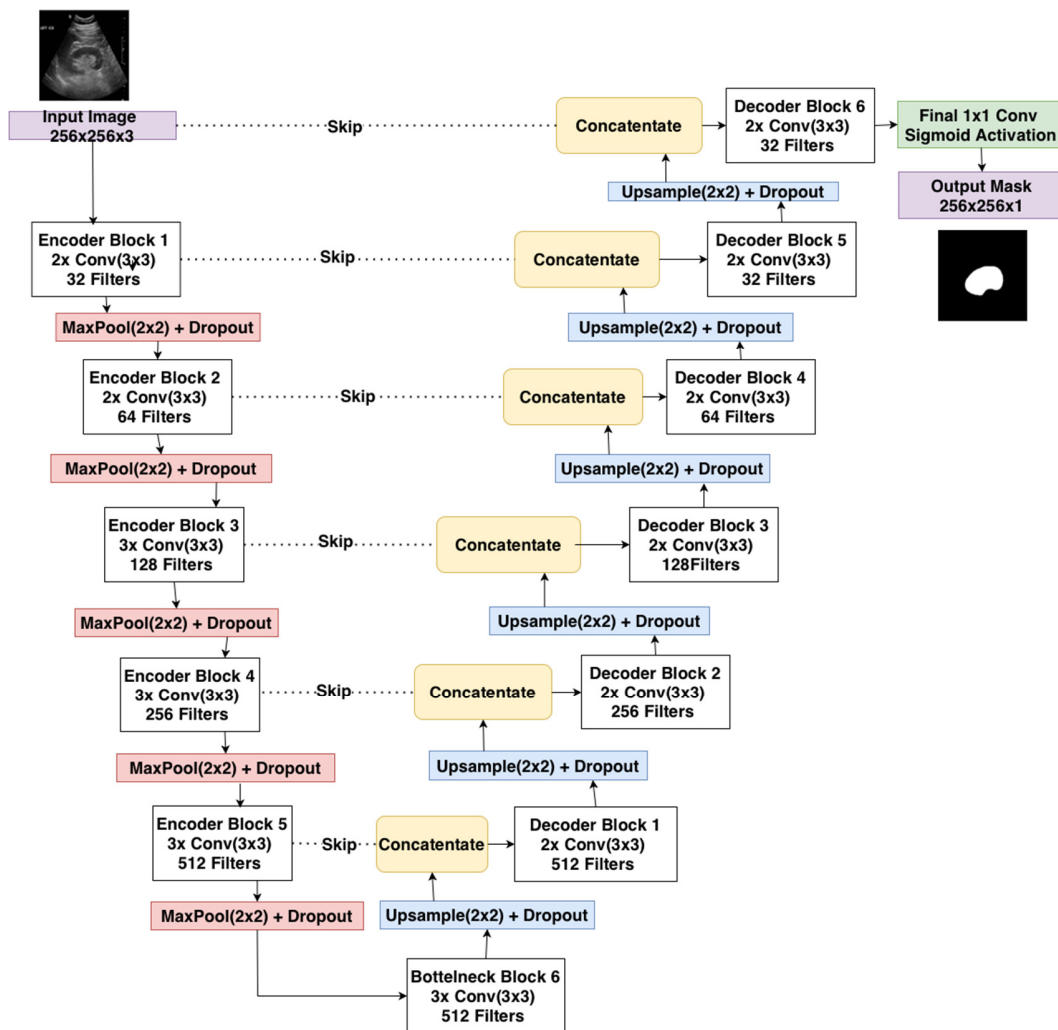 Input Image
256x256x3
Skip
Concatentate
Decoder Block 6
2x Conv(3x3)
32 Filters
Final 1x1 Conv
Sigmoid Activation
Upsample(2x2) + Dropout
Output Mask
256x256x1
Encoder Block 1
2x Conv(3x3)
32 Filters
Skip
Concatentate
Decoder Block 5
2x Conv(3x3)
32 Filters
MaxPool(2x2) + Dropout
Upsample(2x2) + Dropout
Encoder Block 2
2x Conv(3x3)
64 Filters
Skip
Concatentate
Decoder Block 4
2x Conv(3x3)
64 Filters
MaxPool(2x2) + Dropout
Upsample(2x2) + Dropout
Encoder Block 3
3x Conv(3x3)
128 Filters
Skip
Concatentate
Decoder Block 3
2x Conv(3x3)
128Filters
MaxPool(2x2) + Dropout
Upsample(2x2) + Dropout
Encoder Block 4
3x Conv(3x3)
256 Filters
Skip
Concatentate
Decoder Block 2
2x Conv(3x3)
256 Filters
MaxPool(2x2) + Dropout
Upsample(2x2) + Dropout
Encoder Block 5
3x Conv(3x3)
512 Filters
Skip
Concatentate
Decoder Block 1
2x Conv(3x3)
512 Filters
MaxPool(2x2) + Dropout
Upsample(2x2) + Dropout
Bottelneck Block 6
3x Conv(3x3)
512 Filters